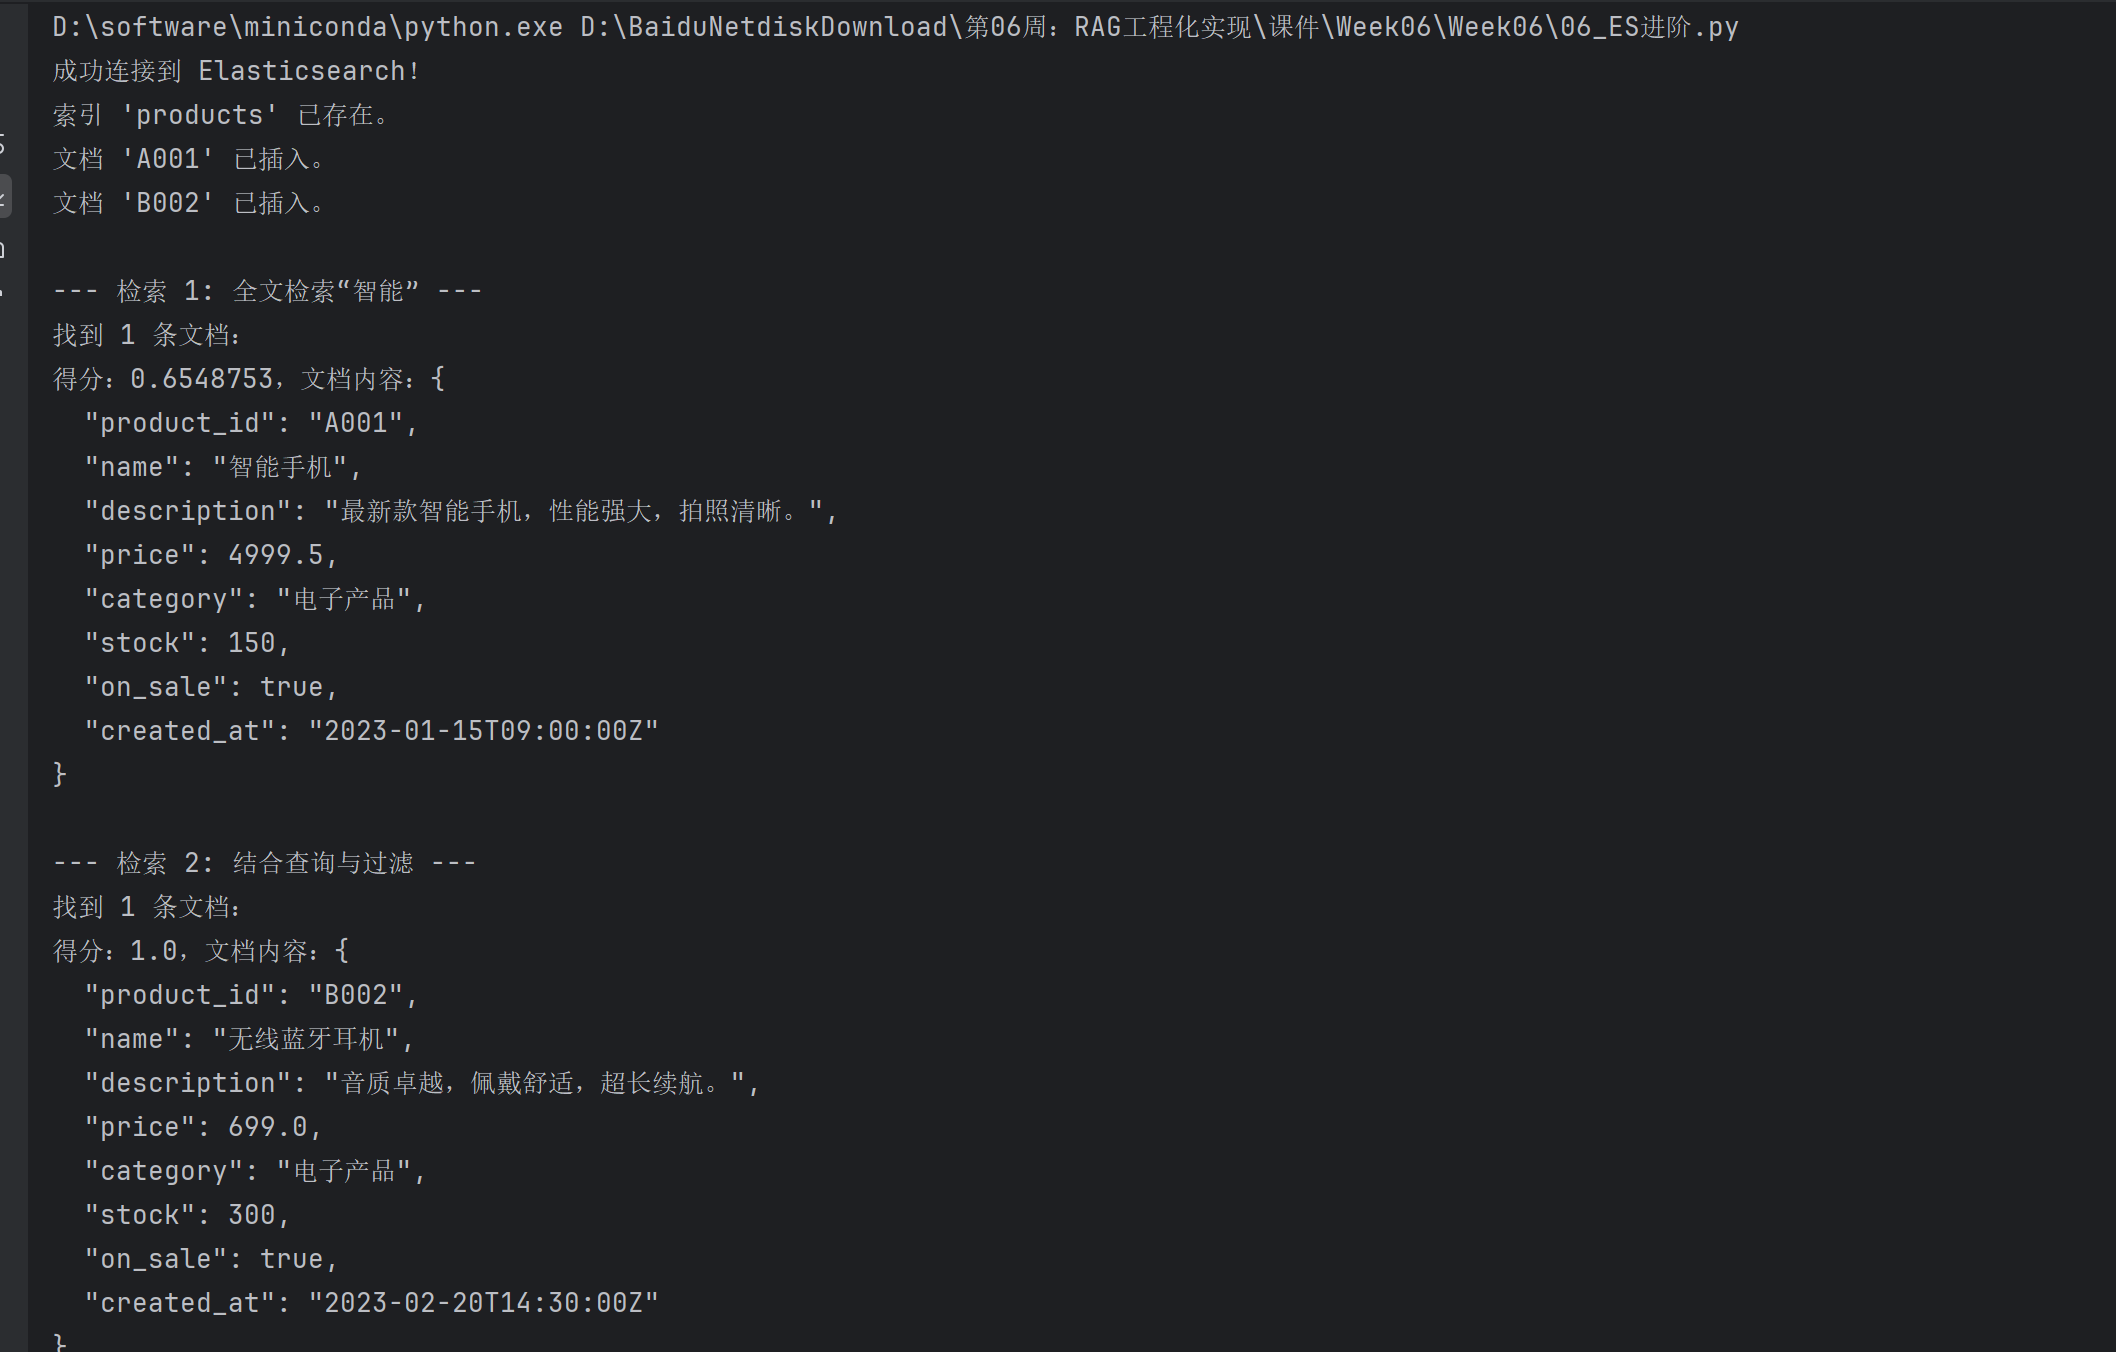 D:\software\miniconda\python.exe D:\BaiduNetdiskDownload\第06周：RAG工程化实现\课件\Week06\Week06\06_ES进阶.py
成功连接到 Elasticsearch！
索引 'products' 已存在。
文档 'A001' 已插入。
文档 'B002' 已插入。
--- 检索 1: 全文检索“智能” ---
找到 1 条文档：
得分：0.6548753，文档内容：{
  "product_id": "A001",
  "name": "智能手机",
  "description": "最新款智能手机，性能强大，拍照清晰。",
  "price": 4999.5,
  "category": "电子产品",
  "stock": 150,
  "on_sale": true,
  "created_at": "2023-01-15T09:00:00Z"
}
--- 检索 2: 结合查询与过滤 ---
找到 1 条文档：
得分：1.0，文档内容：{
  "product_id": "B002",
  "name": "无线蓝牙耳机",
  "description": "音质卓越，佩戴舒适，超长续航。",
  "price": 699.0,
  "category": "电子产品",
  "stock": 300,
  "on_sale": true,
  "created_at": "2023-02-20T14:30:00Z"
}